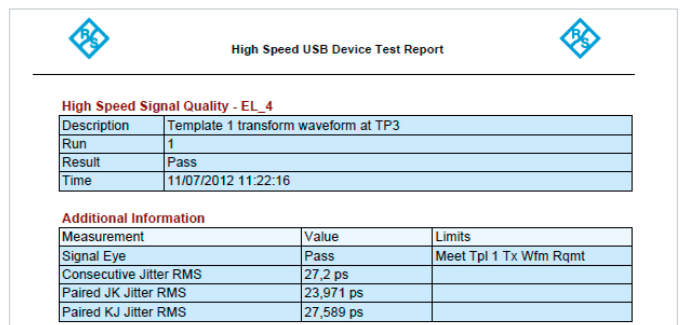 R&S
R&S
High Speed USB Device Test Report
High Speed Signal Quality - EL_4
Description Template 1 transform waveform at TP3
Run 1
Result Pass
Time 11/07/2012 11:22:16
Additional Information
Measurement Value Limits
Signal Eye Pass Meet Tpl 1 Tx Wfm Rqmt
Consecutive Jitter RMS 27,2 ps
Paired JK Jitter RMS 23,971 ps
Paired KJ Jitter RMS 27,589 ps